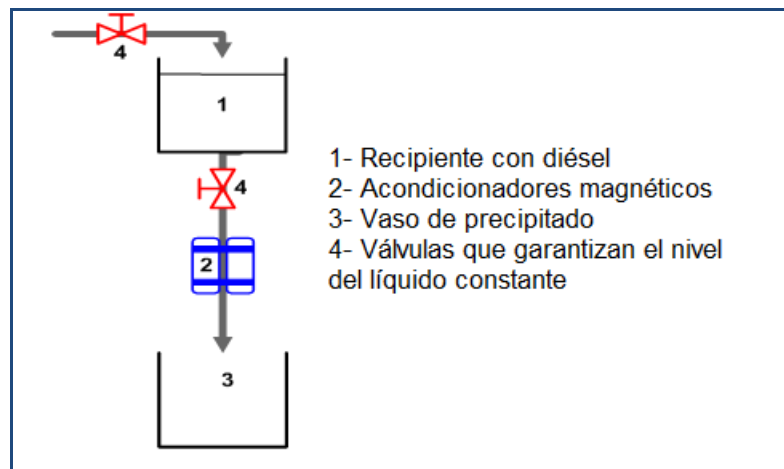 4
1
1- Recipiente con diésel
4
2- Acondicionadores magnéticos
3- Vaso de precipitado
2
4- Válvulas que garantizan el nivel
del líquido constante
3